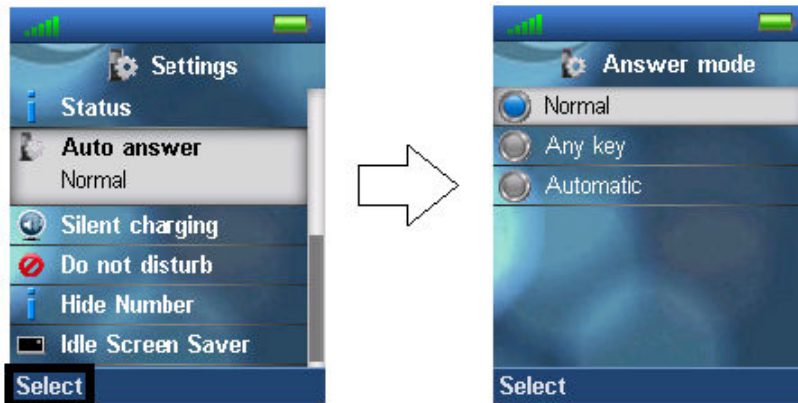 Settings
Status
Auto answer
Normal
Silent charging
Do not disturb
Hide Number
Idle Screen Saver
Select
Answer mode
Normal
Any key
Automatic
Select